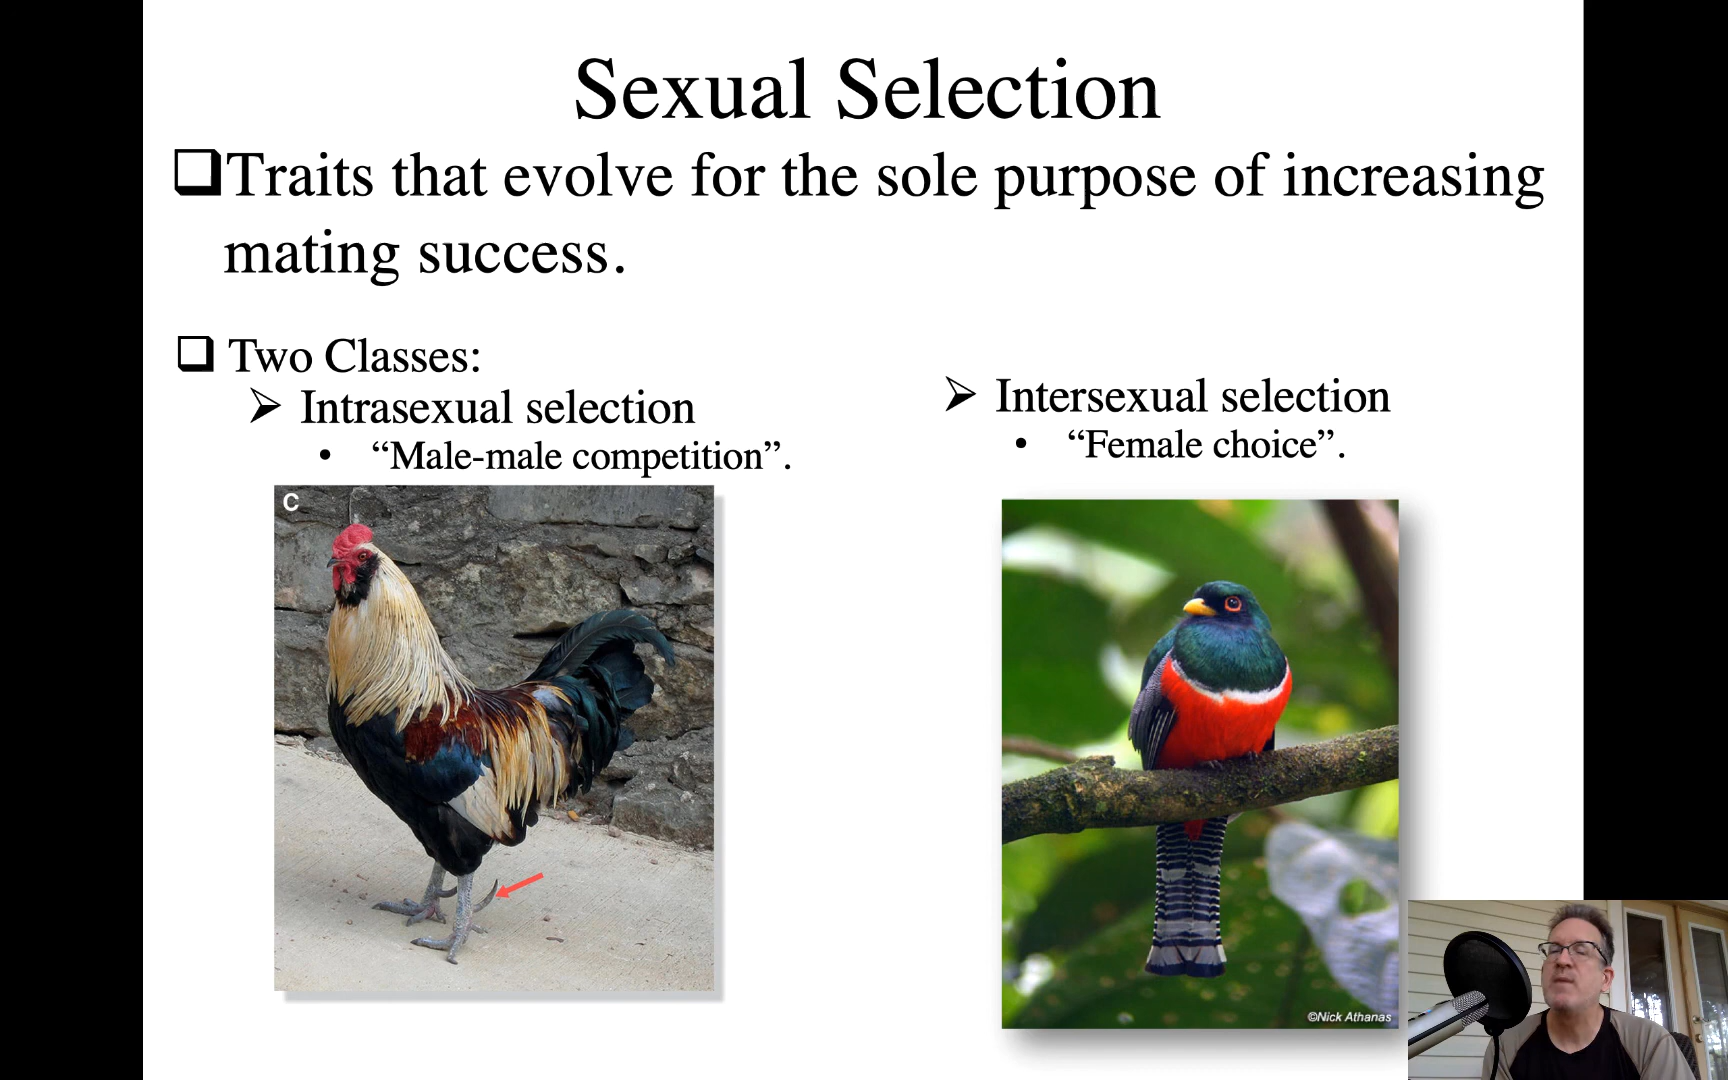 Sexual Selection
❑Traits that evolve for the sole purpose of increasing
mating success.
❑ Two Classes:
➢ Intrasexual selection
• “Male-male competition”.
➢ Intersexual selection
• “Female choice”.
C
©Nick Athanas